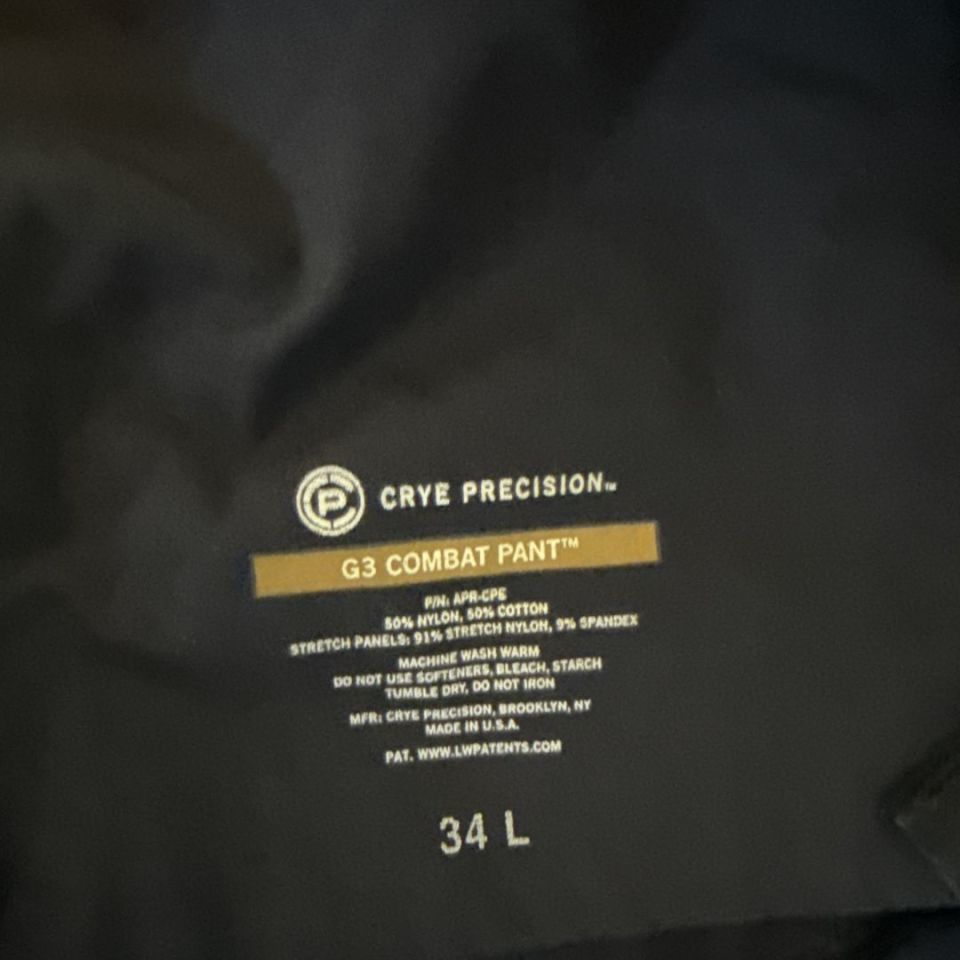 CP CRYE PRECISION™
G3 COMBAT PANT™
P/N: APR-CPE
50% NYLON, 50% COTTON
STRETCH PANELS: 91% STRETCH NYLON, 9% SPANDEX
MACHINE WASH WARM
DO NOT USE SOFTENERS, BLEACH, STARCH
TUMBLE DRY, DO NOT IRON
MFR: CRYE PRECISION, BROOKLYN, NY
MADE IN U.S.A.
PAT. WWW.LWPATENTS.COM
34 L